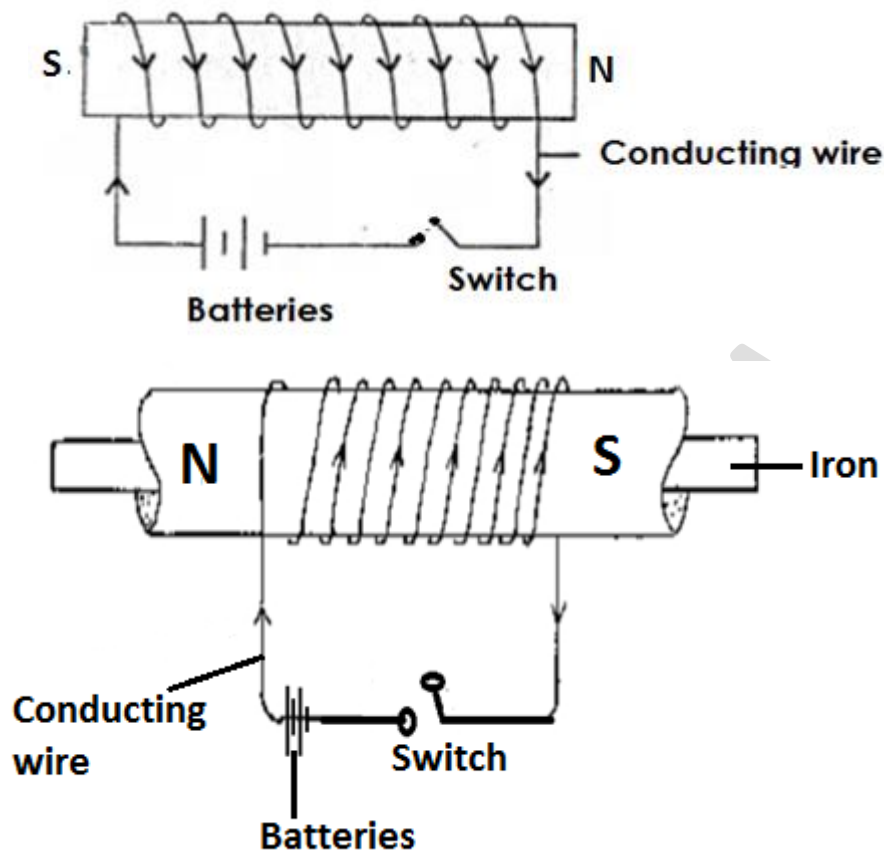 S
N
Conducting wire
Switch
Batteries
N
S
Iron
Conducting
wire
Switch
Batteries